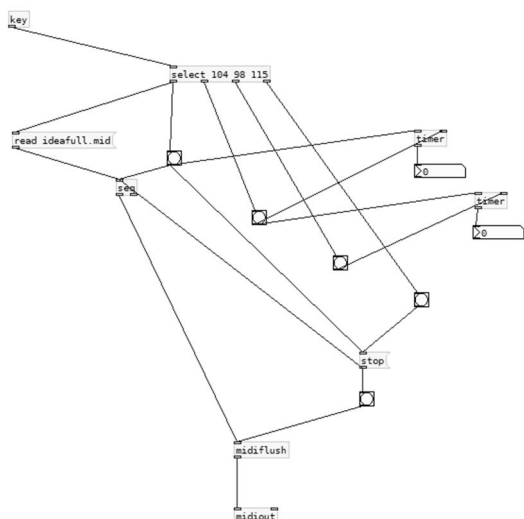 key
select 104 98 115
read ideafull.mid
timer
0
seq
timer
0
stop
midiflush
midiout